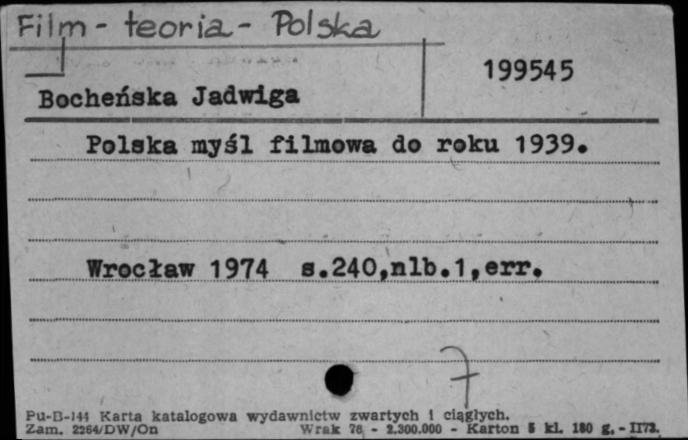 Film - teoria - Polska
199545
Bocheńska Jadwiga
Polska myśl filmowa do roku 1939.
Wrocław 1974 s.240,nlb.1,err.
7
Pu-B-144 Karta katalogowa wydawnictw zwartych i ciągłych.
Zam. 2264/DW/On Wrak 76 - 2.300.000 - Karton 5 kl. 180 g. - II73.